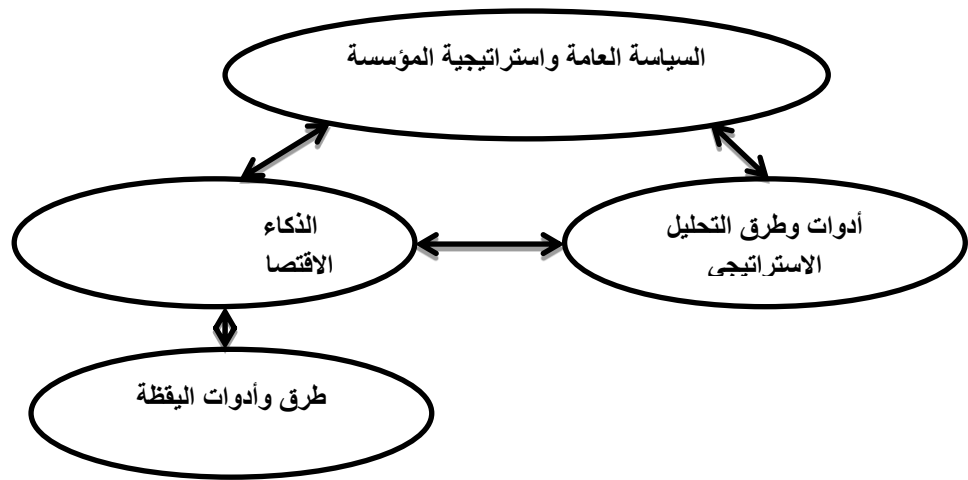 السياسة العامة واستراتيجية المؤسسة
أدوات وطرق التحليل
الاستراتيجي
الذكاء
الاقتصا
طرق وأدوات اليقظة